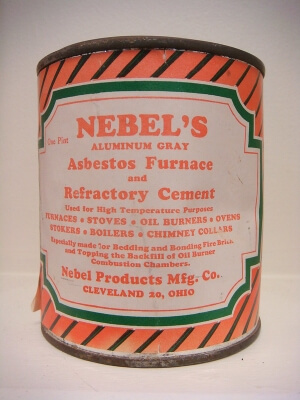 One Pint
NEBEL'S
ALUMINUM GRAY
Asbestos Furnace
and
Refractory Cement
Used for High Temperature Purposes
FURNACES • STOVES • OIL BURNERS • OVENS
STOKERS • BOILERS • CHIMNEY COLLARS
Especially made for Bedding and Bonding Fire Brick,
and Topping the Backfill of Oil Burner
Combustion Chambers.
Nebel Products Mfg. Co.
CLEVELAND 20, OHIO